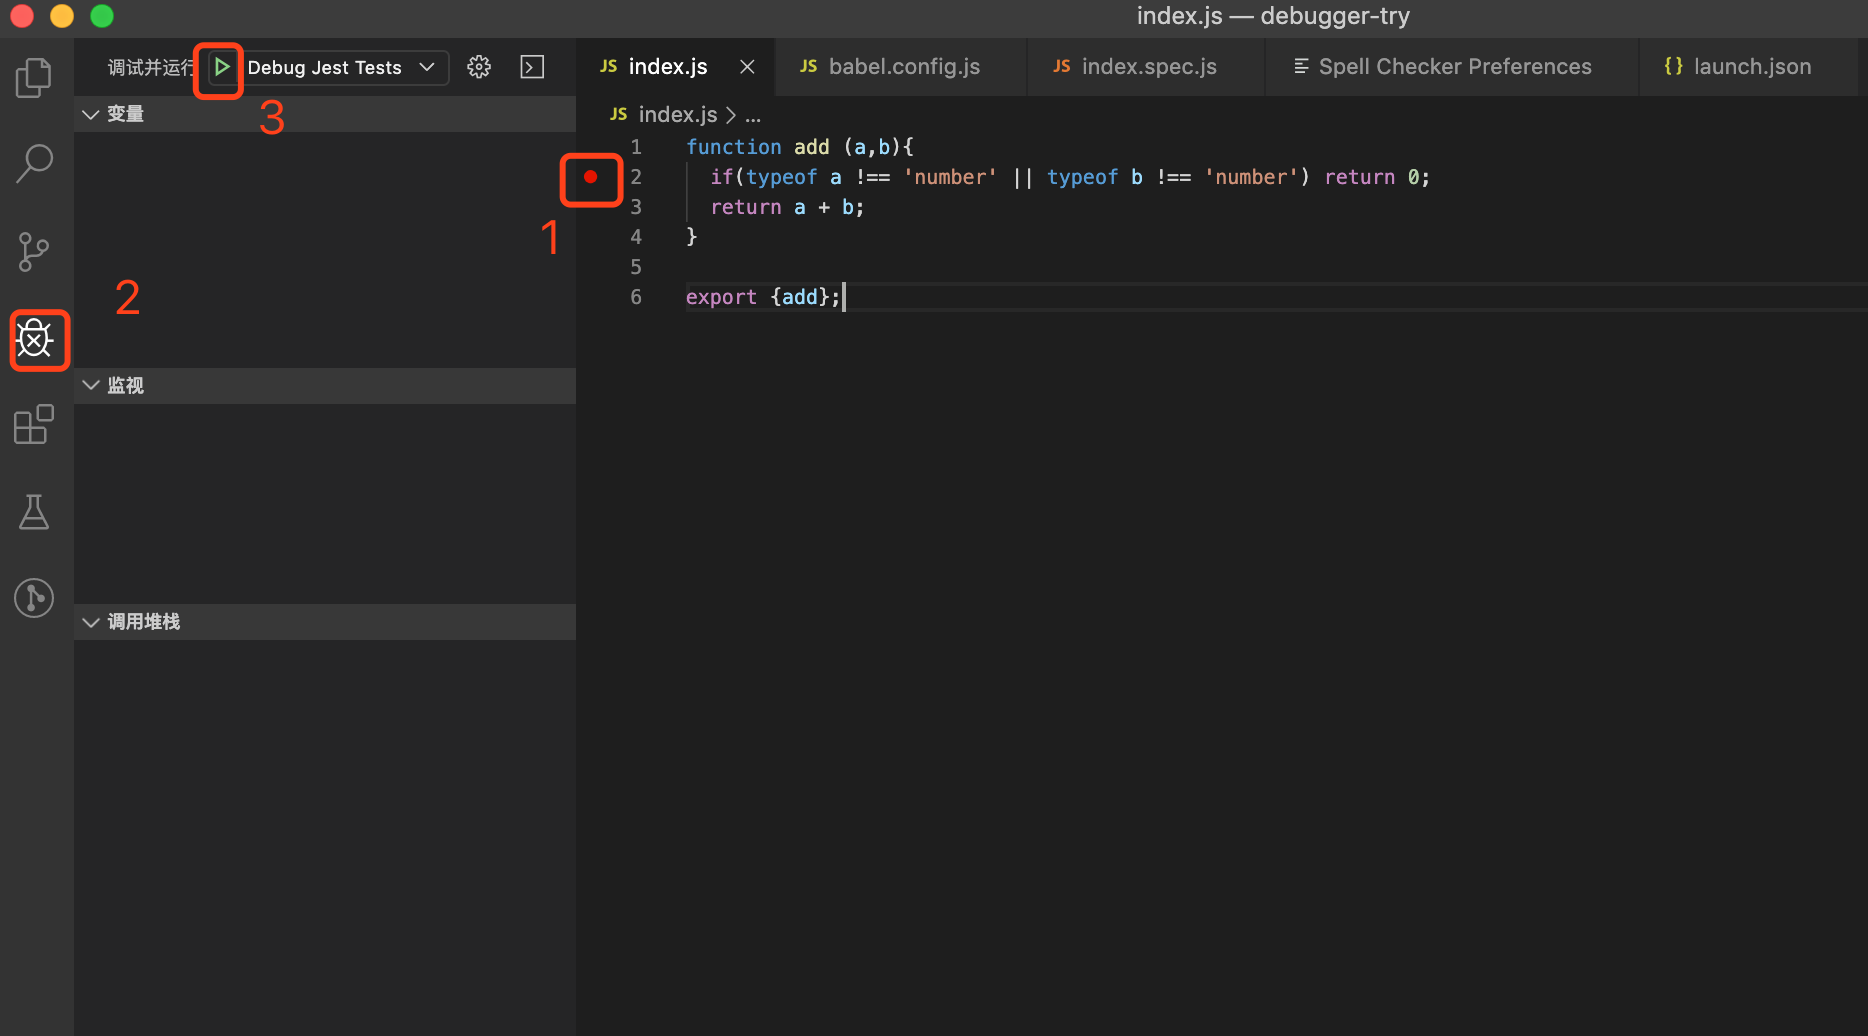 index.js — debugger-try
调试并运行
Debug Jest Tests
JS index.js
JS babel.config.js
JS index.spec.js
Spell Checker Preferences
{} launch.json
3
变量
JS index.js > ...
1 function add (a,b){
2 if(typeof a !== 'number' || typeof b !== 'number') return 0;
3 return a + b;
4 }
5
6 export {add};
1
2
监视
调用堆栈